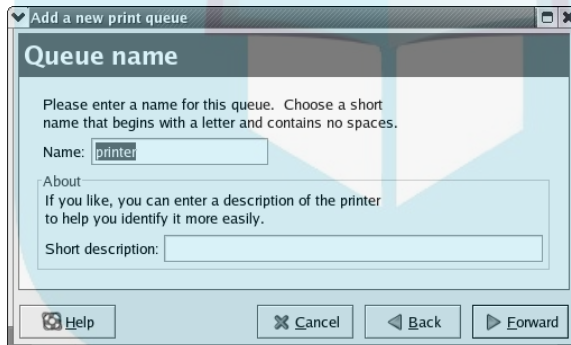 Add a new print queue
Queue name
Please enter a name for this queue.  Choose a short
name that begins with a letter and contains no spaces.
Name: printer
About
If you like, you can enter a description of the printer
to help you identify it more easily.
Short description:
Help Cancel Back Forward